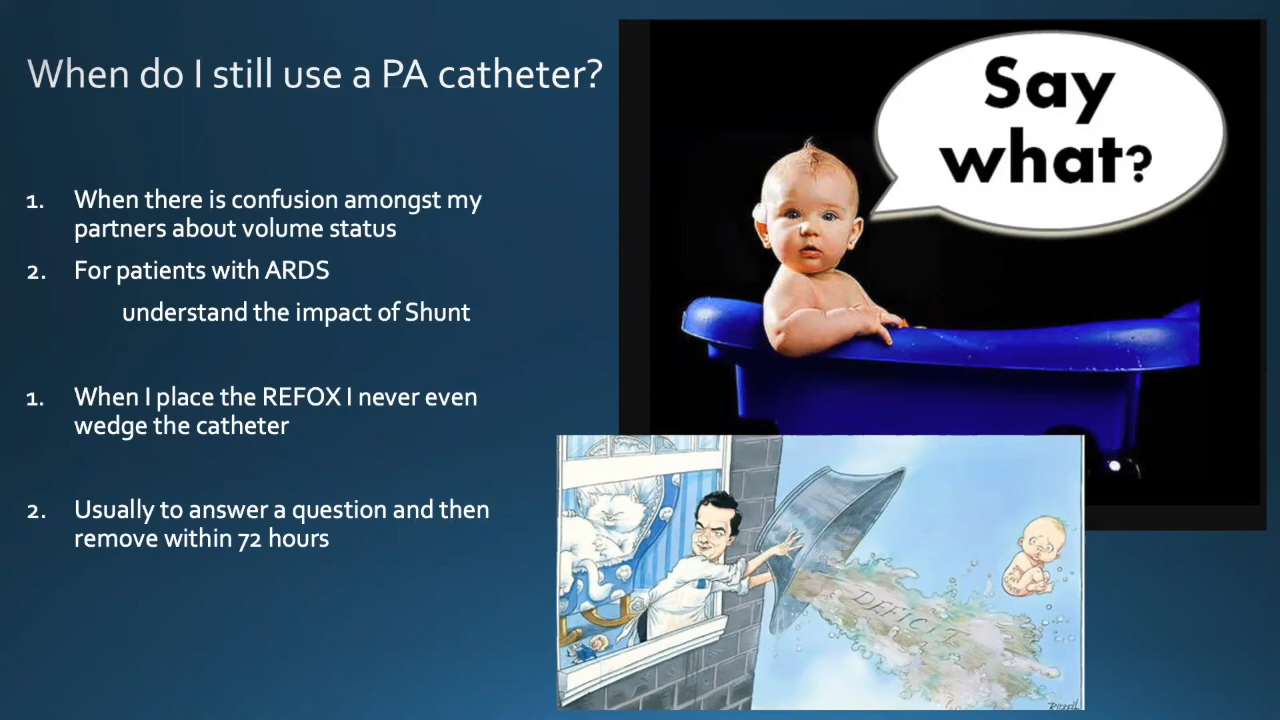 When do I still use a PA catheter?
1. When there is confusion amongst my
partners about volume status
2. For patients with ARDS
understand the impact of Shunt
1. When I place the REFOX I never even
wedge the catheter
2. Usually to answer a question and then
remove within 72 hours
Say
what?
DEFICIT